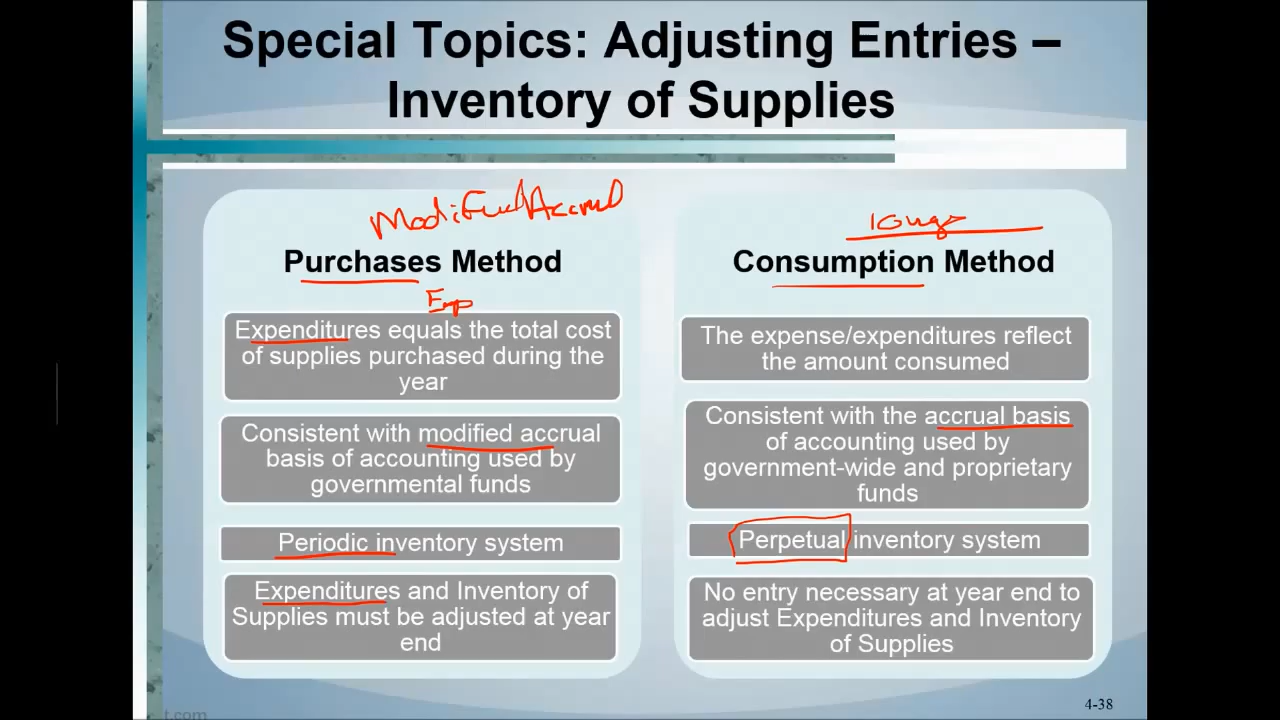 Special Topics: Adjusting Entries –
Inventory of Supplies
Modified Accrual
Purchases Method
Exp
Expenditures equals the total cost
of supplies purchased during the
year
Consistent with modified accrual
basis of accounting used by
governmental funds
Periodic inventory system
Expenditures and Inventory of
Supplies must be adjusted at year
end
Consumption Method
The expense/expenditures reflect
the amount consumed
Consistent with the accrual basis
of accounting used by
government-wide and proprietary
funds
Perpetual inventory system
No entry necessary at year end to
adjust Expenditures and Inventory
of Supplies
4-38
t.com